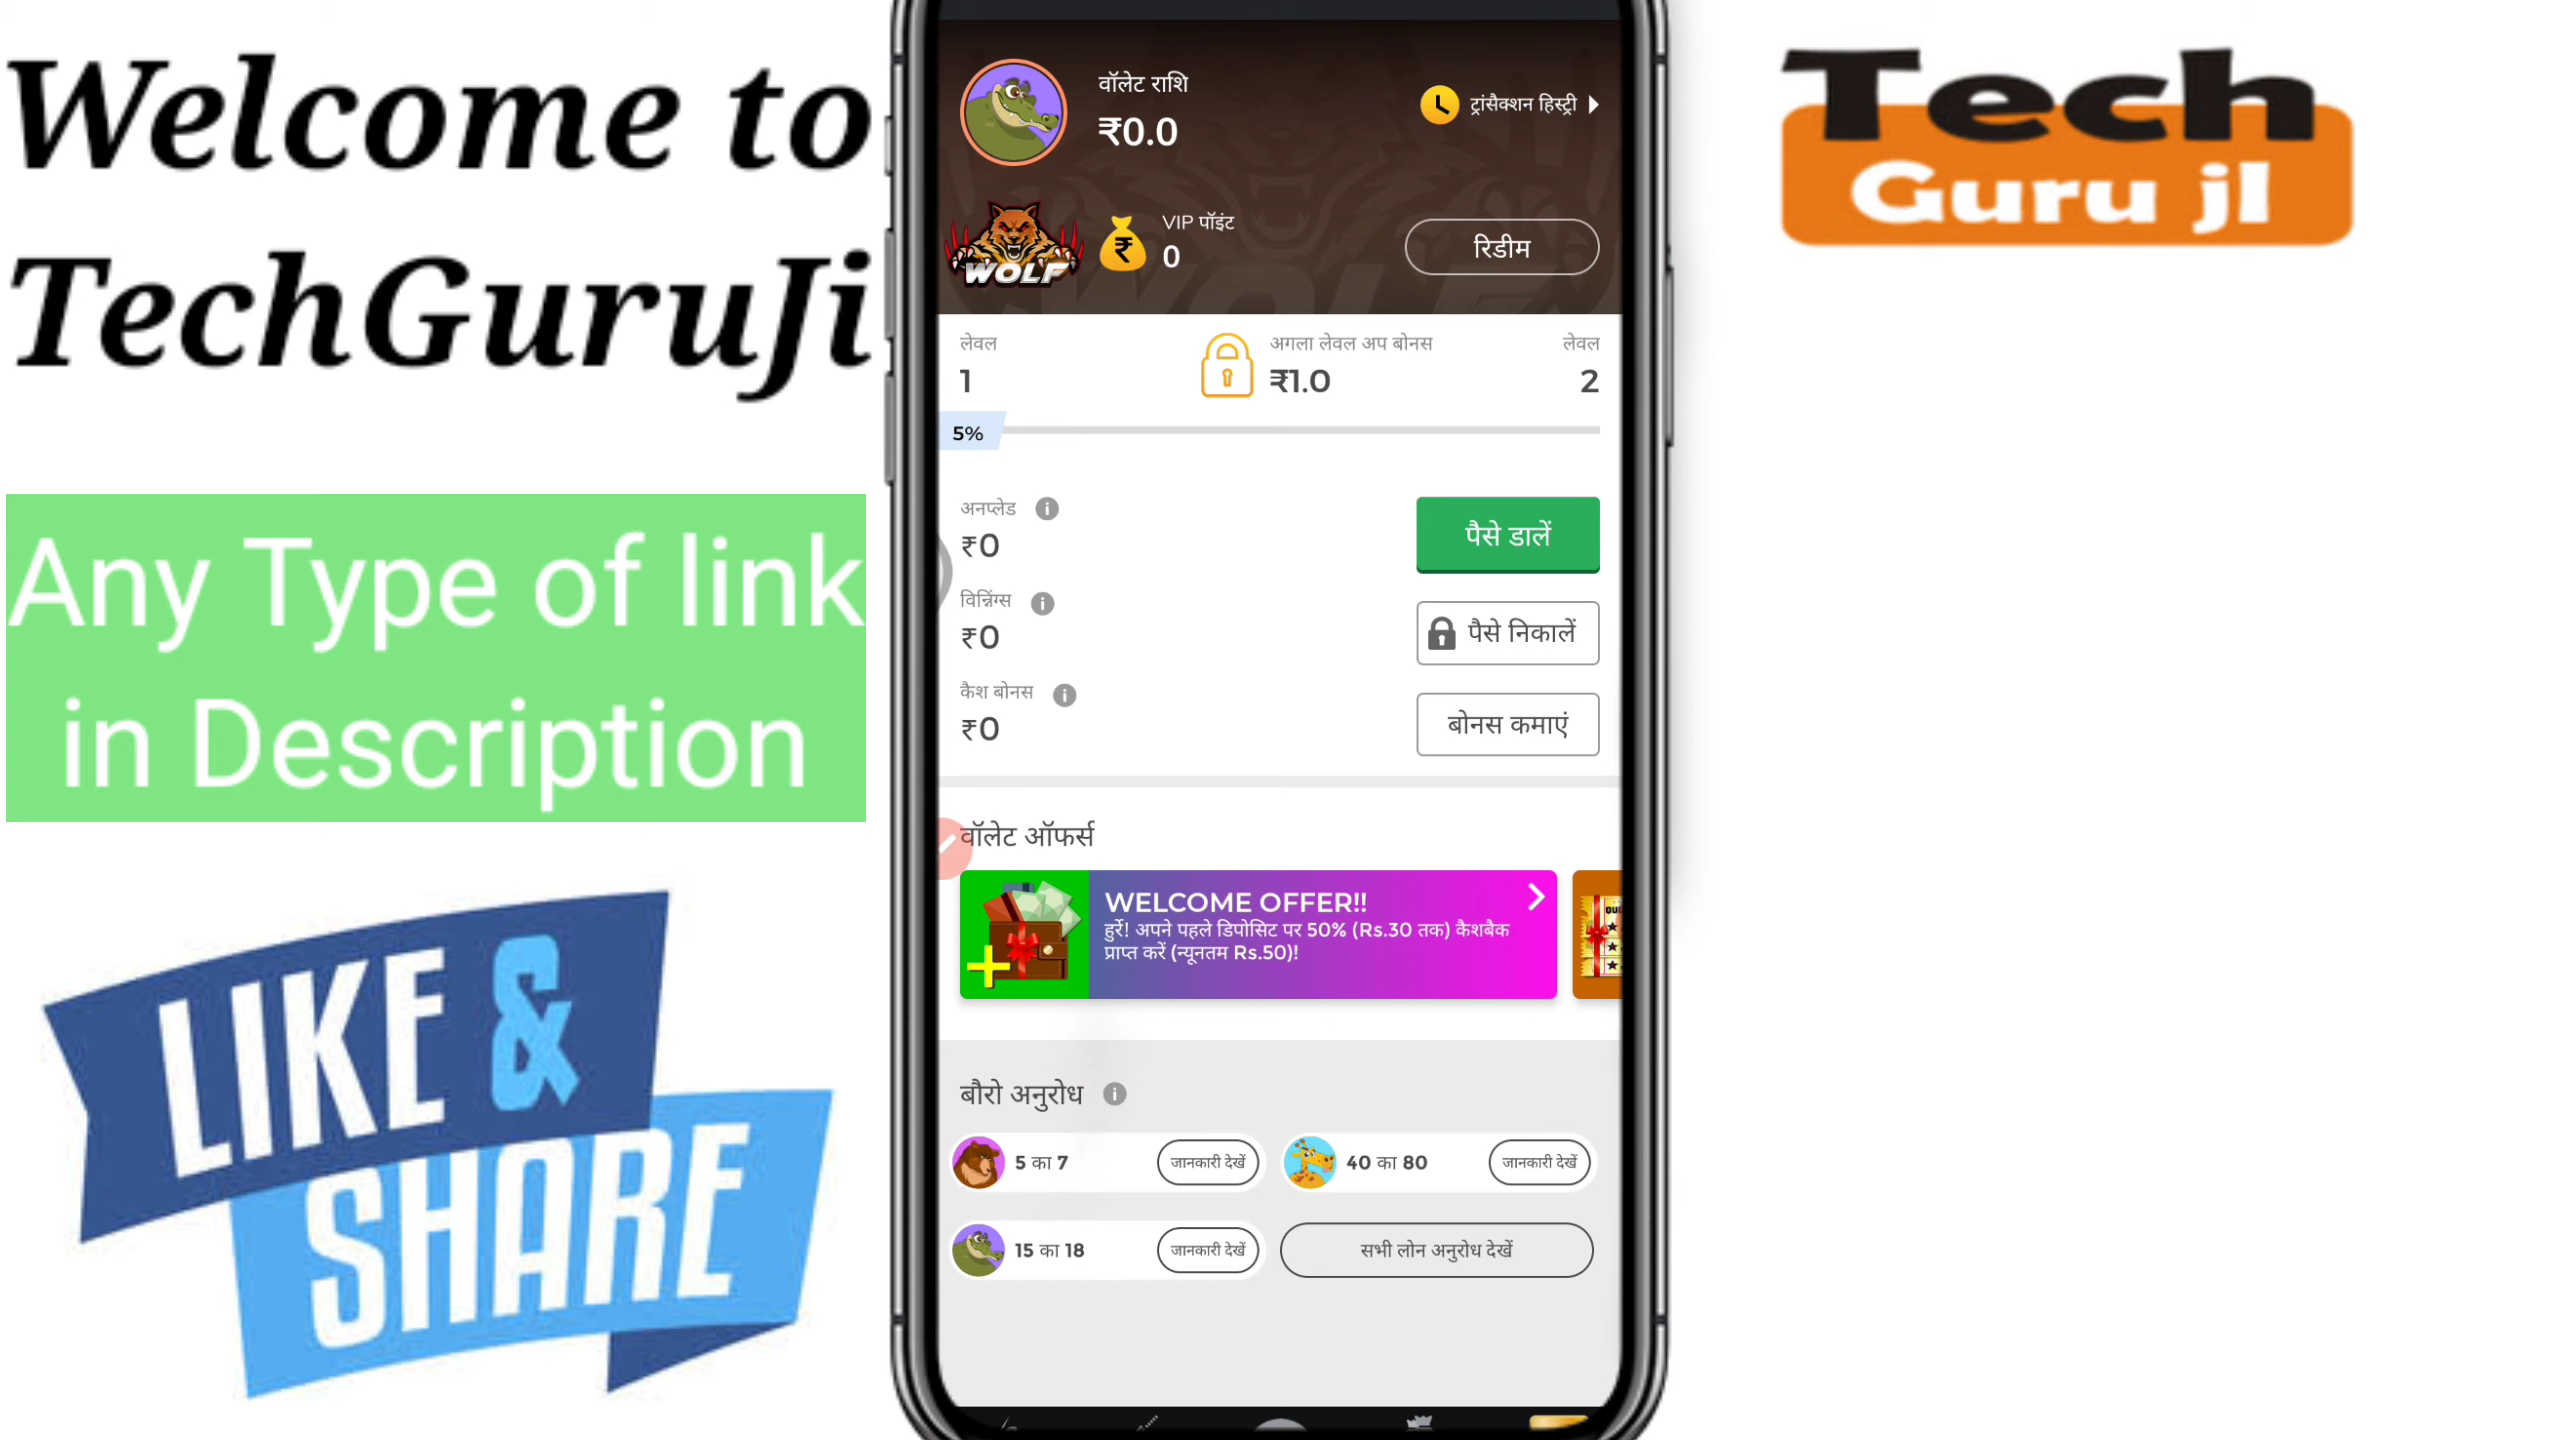 Welcome to
TechGuruJi
Any Type of link
in Description
LIKE &
SHARE
वॉलेट राशि
₹0.0
ट्रांसैक्शन हिस्ट्री
WOLF
VIP पॉइंट
0
रिडीम
लेवल
1
अगला लेवल अप बोनस
₹1.0
लेवल
2
5%
अनप्लेड
₹0
पैसे डालें
विन्निंग्स
₹0
पैसे निकालें
कैश बोनस
₹0
बोनस कमाएं
वॉलेट ऑफर्स
WELCOME OFFER!!
हुर्रे! अपने पहले डिपोसिट पर 50% (Rs.30 तक) कैशबैक
प्राप्त करें (न्यूनतम Rs.50)!
बौरो अनुरोध
5 का 7
जानकारी देखें
40 का 80
जानकारी देखें
15 का 18
जानकारी देखें
सभी लोन अनुरोध देखें
Tech
Guru jI